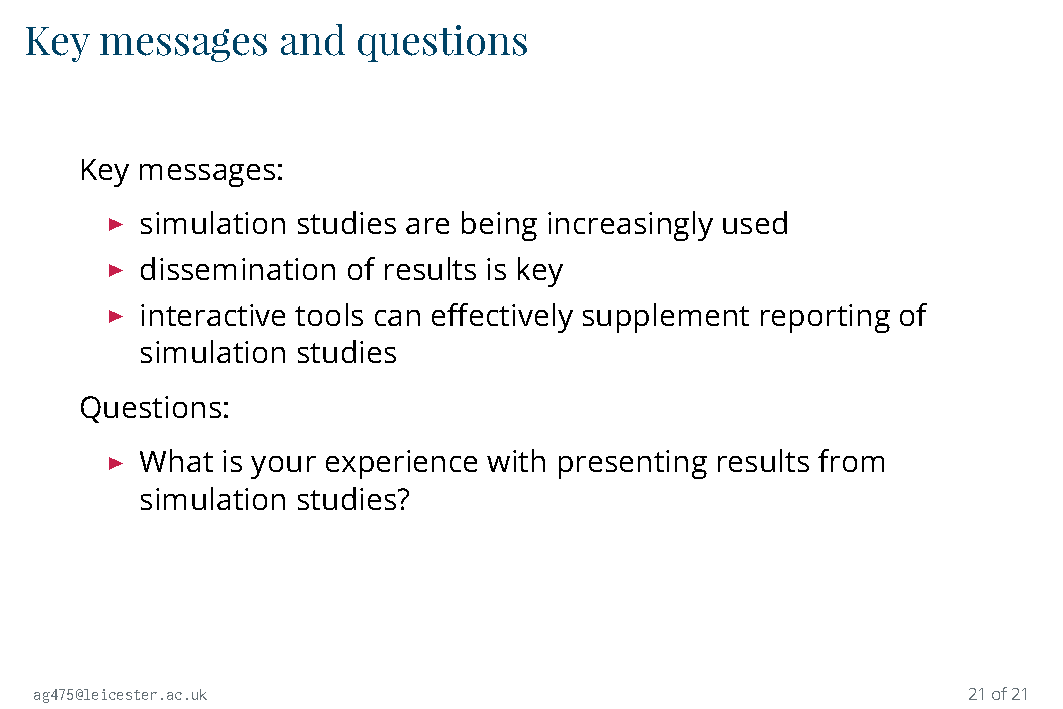 Key messages and questions
Key messages:
simulation studies are being increasingly used
dissemination of results is key
interactive tools can effectively supplement reporting of
simulation studies
Questions:
What is your experience with presenting results from
simulation studies?
ag475@leicester.ac.uk
21 of 21